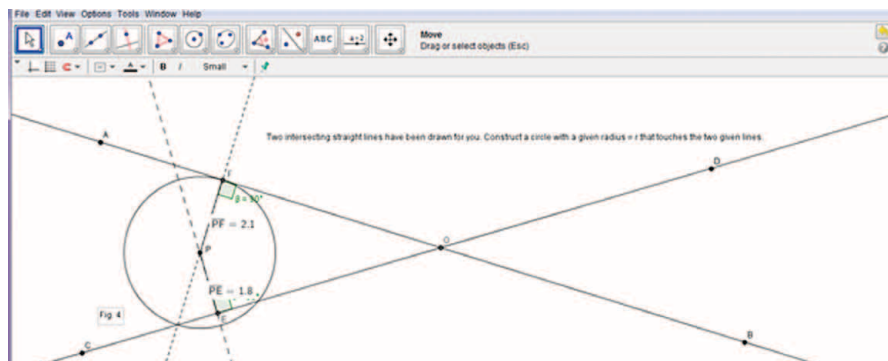 File Edit View Options Tools Window Help
A
ABC
a=2
Move
Drag or select objects (Esc)
A
B I
Small
Two intersecting straight lines have been drawn for you. Construct a circle with a given radius = r that touches the two given lines.
A
F
D
PF = 2.1
P
O
PE = 1.8
E
Fig 4
C
B